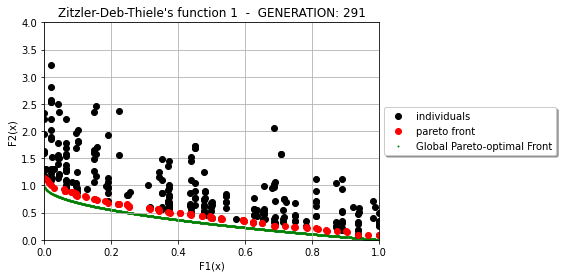 Zitzler-Deb-Thiele's function 1 - GENERATION: 291
4.0
3.5
3.0
2.5
2.0
1.5
1.0
0.5
0.0
F2(x)
0.0 0.2 0.4 0.6 0.8 1.0
F1(x)
individuals
pareto front
Global Pareto-optimal Front